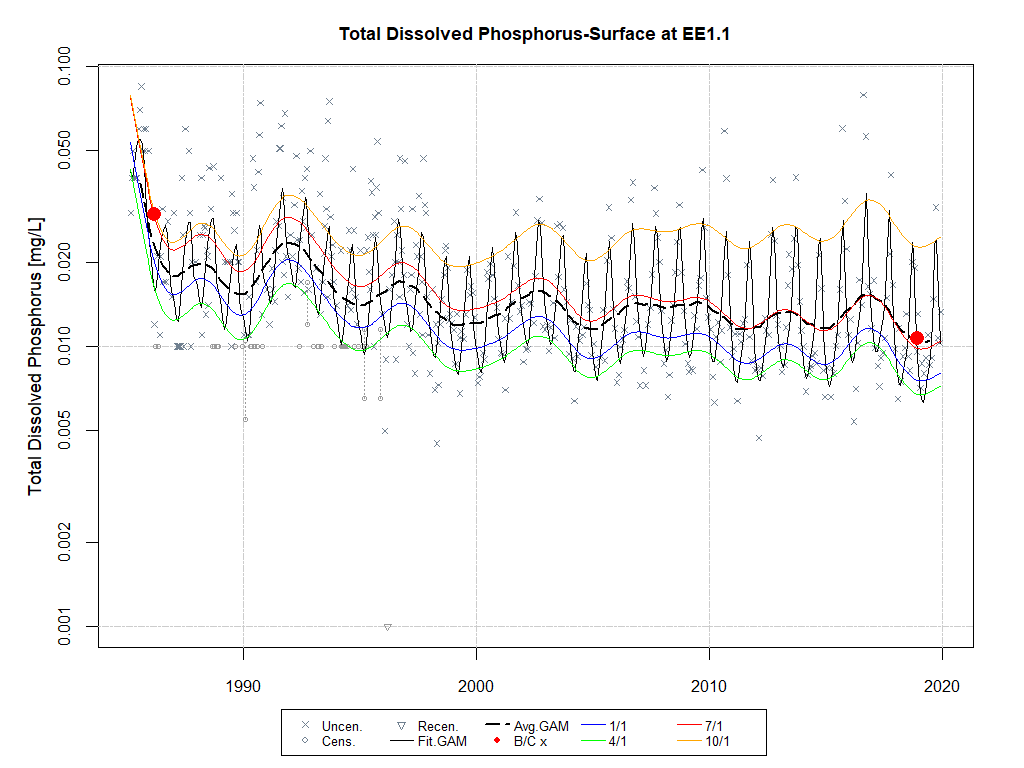 Total Dissolved Phosphorus-Surface at EE1.1
Total Dissolved Phosphorus [mg/L]
0.100
0.050
0.020
0.010
0.005
0.002
0.001
1990 2000 2010 2020
Uncen. Recen. Avg.GAM 1/1 7/1
Cens. Fit.GAM B/C x 4/1 10/1